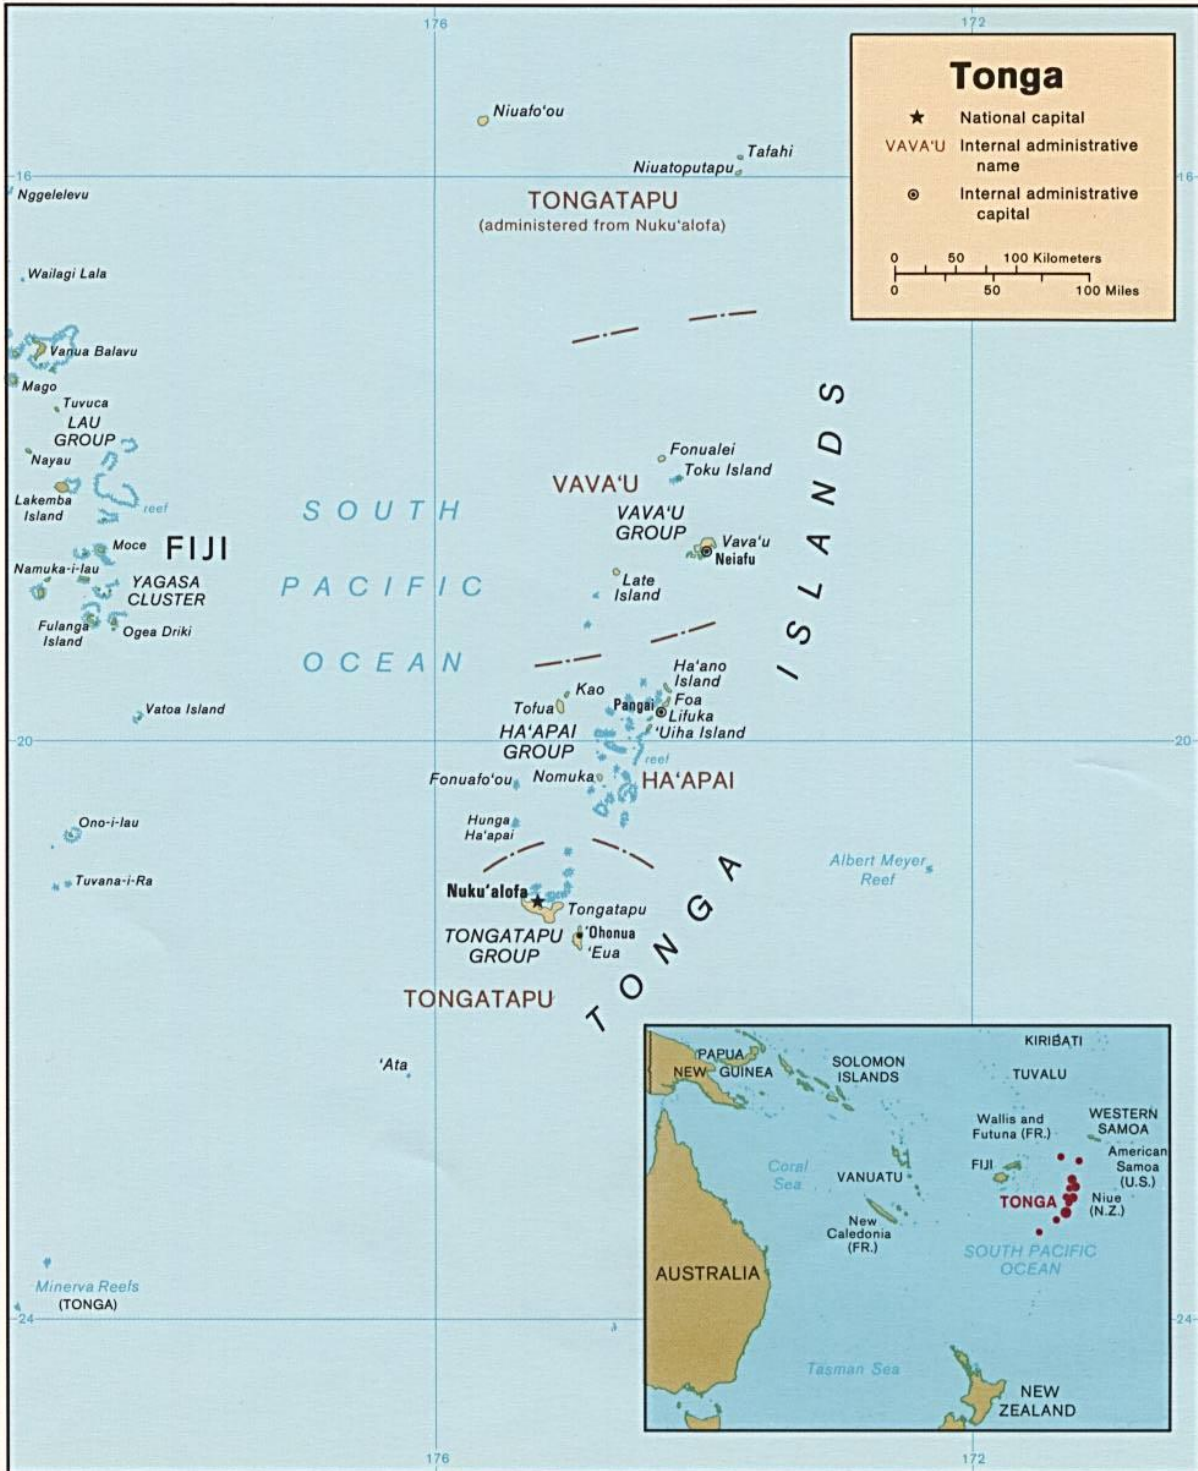 176
172
Tonga
National capital
VAVA'U Internal administrative
name
Internal administrative
capital
0 50 100 Kilometers
0 50 100 Miles
Niuafo'ou
Tafahi
Niuatoputapu
16
16
Nggelelevu
TONGATAPU
(administered from Nuku'alofa)
Wailagi Lala
Vanua Balavu
Mago
Tuvuca
LAU
GROUP
Nayau
Lakemba
Island
reef
Moce
FIJI
Namuka-i-lau
YAGASA
CLUSTER
Fulanga
Island
Ogea Driki
Vatoa Island
SOUTH
PACIFIC
OCEAN
Fonualei
Toku Island
VAVA'U
VAVA'U
GROUP
Vava'u
Neiafu
Late
Island
TONGA ISLANDS
Ha'ano
Island
Kao
Foa
Pangai
Tofua
Lifuka
'Uiha Island
HA'APAI
GROUP
20
20
reef
Fonuafo'ou
Nomuka
HA'APAI
Hunga
Ha'apai
Ono-i-lau
Tuvana-i-Ra
Albert Meyer
Reef
Nuku'alofa
Tongatapu
TONGATAPU
GROUP
'Ohonua
'Eua
TONGATAPU
'Ata
Minerva Reefs
(TONGA)
24
24
KIRIBATI
PAPUA
NEW GUINEA
SOLOMON
ISLANDS
TUVALU
Wallis and
Futuna (FR.)
WESTERN
SAMOA
American
Samoa
(U.S.)
FIJI
Coral
Sea
VANUATU
TONGA
Niue
(N.Z.)
New
Caledonia
(FR.)
SOUTH PACIFIC
OCEAN
AUSTRALIA
Tasman Sea
NEW
ZEALAND
176
172